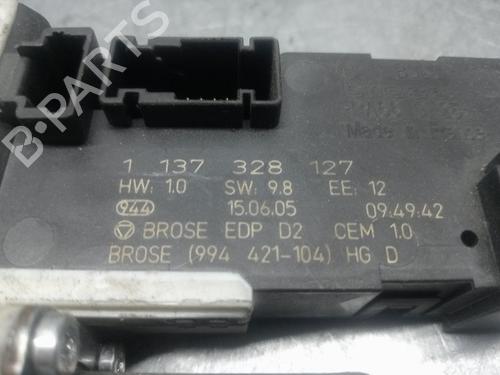 B-PARTS
Made in France
1 137 328 127
HW: 1.0 SW: 9.8 EE: 12
944 15.06.05 09:49:42
BROSE EDP D2 CEM 1.0
BROSE (994 421-104) HG D